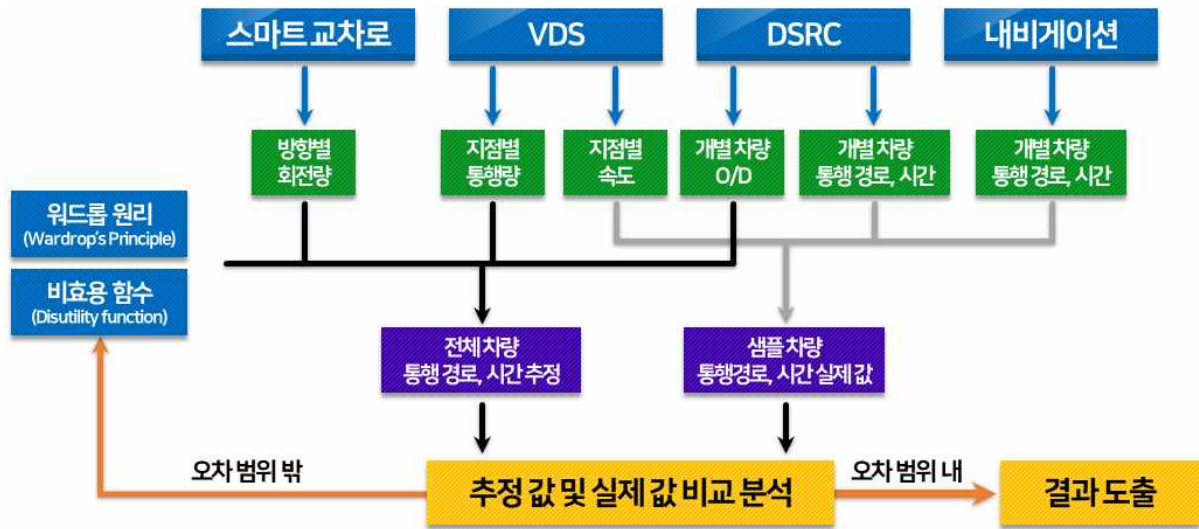 스마트 교차로
VDS
DSRC
내비게이션
방향별
회전량
지점별
통행량
지점별
속도
개별 차량
O/D
개별 차량
통행 경로, 시간
개별 차량
통행 경로, 시간
워드롭 원리
(Wardrop's Principle)
비효용 함수
(Disutility function)
전체 차량
통행 경로, 시간 추정
샘플 차량
통행경로, 시간 실제 값
오차 범위 밖
추정 값 및 실제 값 비교 분석
오차 범위 내
결과 도출